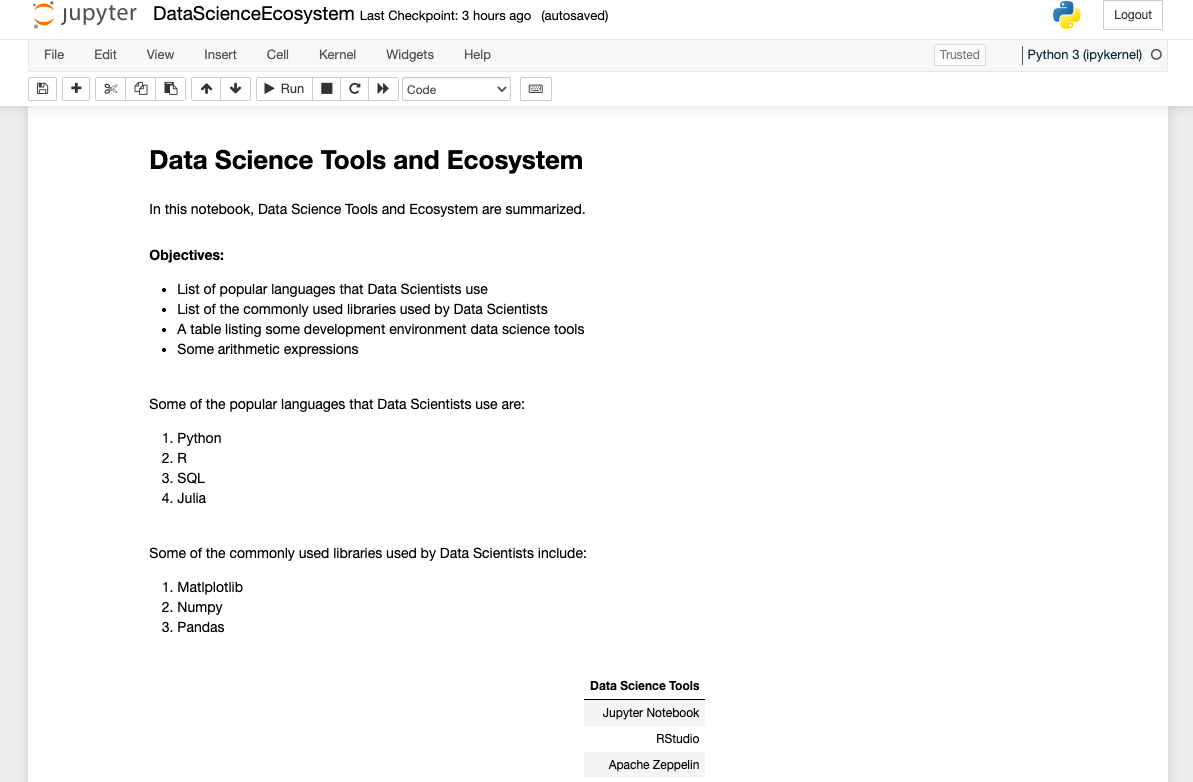 jupyter DataScienceEcosystem Last Checkpoint: 3 hours ago (autosaved)
Logout
File Edit View Insert Cell Kernel Widgets Help
Trusted
Python 3 (ipykernel)
Run
Code
Data Science Tools and Ecosystem
In this notebook, Data Science Tools and Ecosystem are summarized.
Objectives:
• List of popular languages that Data Scientists use
• List of the commonly used libraries used by Data Scientists
• A table listing some development environment data science tools
• Some arithmetic expressions
Some of the popular languages that Data Scientists use are:
1. Python
2. R
3. SQL
4. Julia
Some of the commonly used libraries used by Data Scientists include:
1. Matlplotlib
2. Numpy
3. Pandas
Data Science Tools
Jupyter Notebook
RStudio
Apache Zeppelin